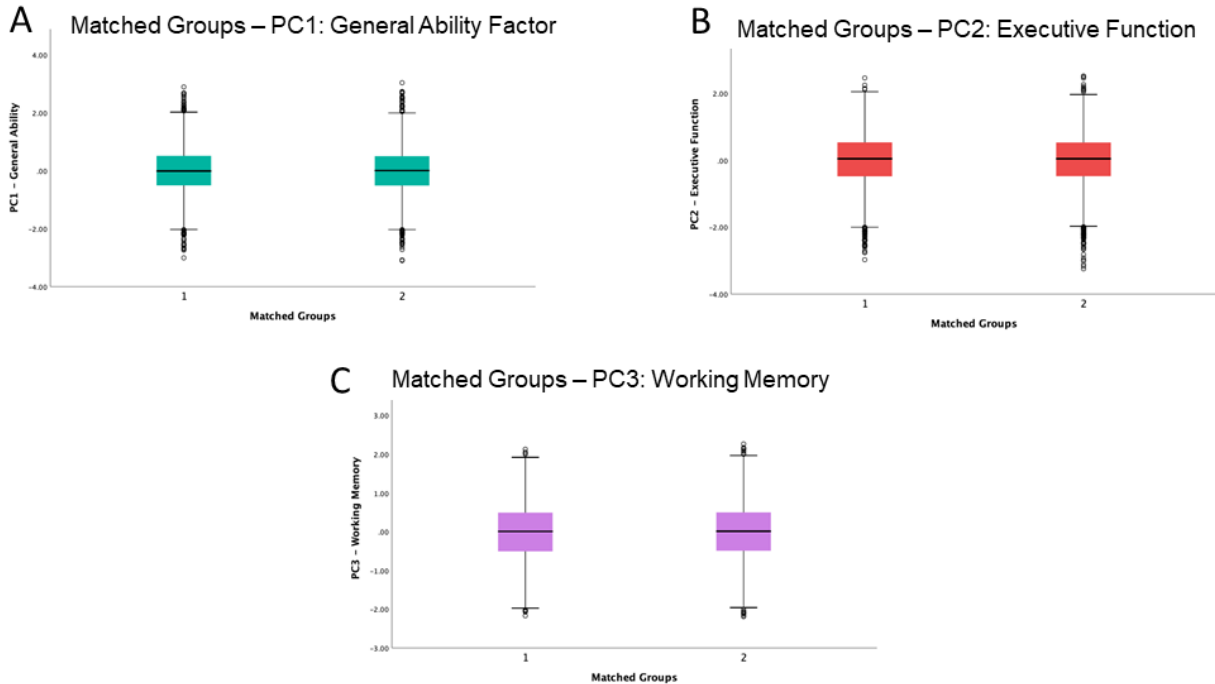 A
Matched Groups – PC1: General Ability Factor
4.00
2.00
.00
-2.00
-4.00
PC1 - General Ability
1
2
Matched Groups
B
Matched Groups – PC2: Executive Function
2.00
.00
-2.00
-4.00
PC2 - Executive Function
1
2
Matched Groups
C
Matched Groups – PC3: Working Memory
3.00
2.00
1.00
.00
-1.00
-2.00
-3.00
PC3 - Working Memory
1
2
Matched Groups